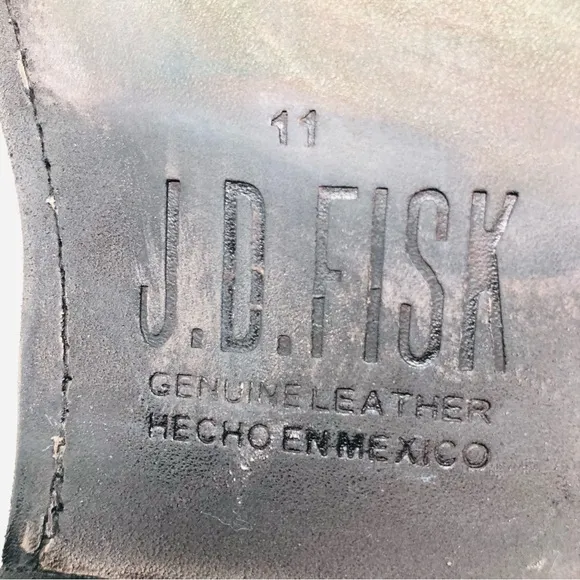 11
J.D.FISK
GENUINE LEATHER
HECHO EN MEXICO